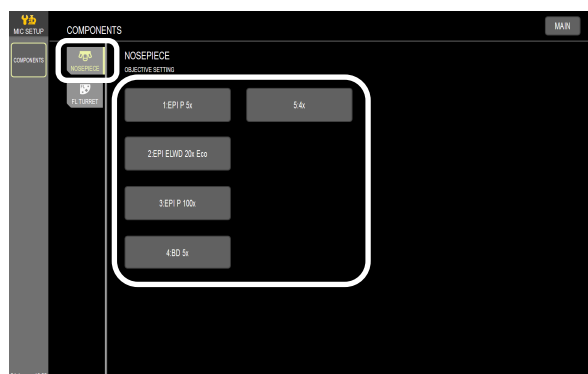 MIC SETUP
COMPONENTS
MAIN
COMPONENTS
NOSEPIECE
FL TURRET
NOSEPIECE
OBJECTIVE SETTING
1:EPI P 5x
5:4x
2:EPI ELWD 20x Eco
3:EPI P 100x
4:BD 5x